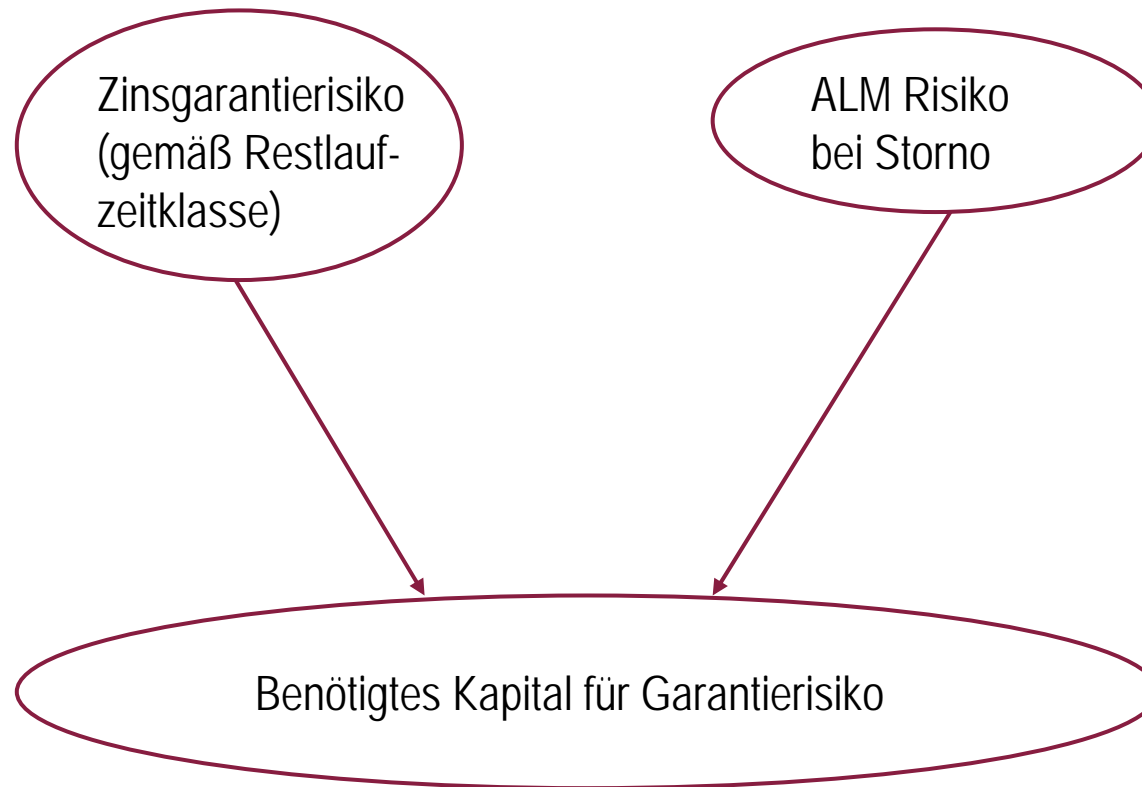 Zinsgarantierisiko
(gemäß Restlauf-
zeitklasse)
ALM Risiko
bei Storno
Benötigtes Kapital für Garantierisiko